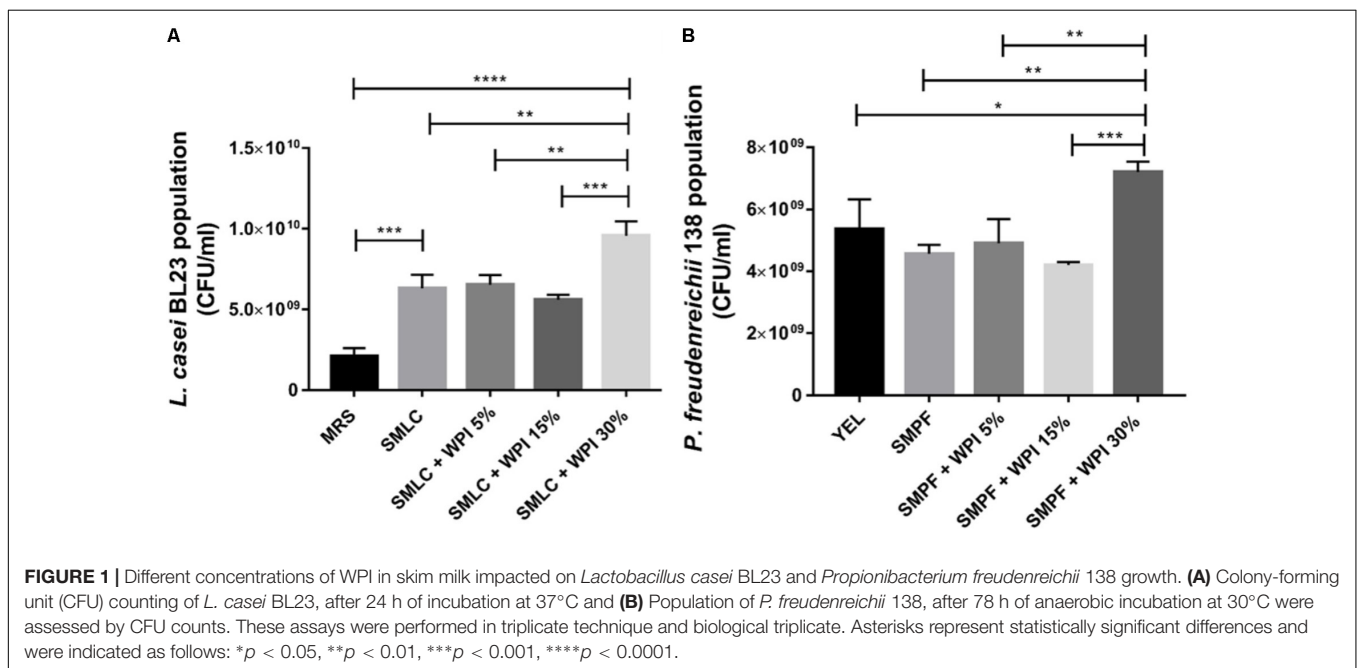 A
B
****
**
**
***
***
**
**
*
***
L. casei BL23 population
(CFU/ml)
1.5×10¹⁰
1.0×10¹⁰
5.0×10⁰⁹
0
MRS
SMLC
SMLC + WPI 5%
SMLC + WPI 15%
SMLC + WPI 30%
P. freudenreichii 138 population
(CFU/ml)
8×10⁰⁹
6×10⁰⁹
4×10⁰⁹
2×10⁰⁹
0
YEL
SMPF
SMPF + WPI 5%
SMPF + WPI 15%
SMPF + WPI 30%
FIGURE 1 | Different concentrations of WPI in skim milk impacted on Lactobacillus casei BL23 and Propionibacterium freudenreichii 138 growth. (A) Colony-forming
unit (CFU) counting of L. casei BL23, after 24 h of incubation at 37°C and (B) Population of P. freudenreichii 138, after 78 h of anaerobic incubation at 30°C were
assessed by CFU counts. These assays were performed in triplicate technique and biological triplicate. Asterisks represent statistically significant differences and
were indicated as follows: *p < 0.05, **p < 0.01, ***p < 0.001, ****p < 0.0001.